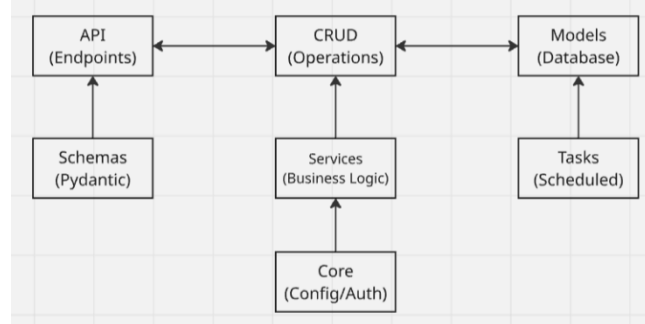 API
(Endpoints)
CRUD
(Operations)
Models
(Database)
Schemas
(Pydantic)
Services
(Business Logic)
Tasks
(Scheduled)
Core
(Config/Auth)